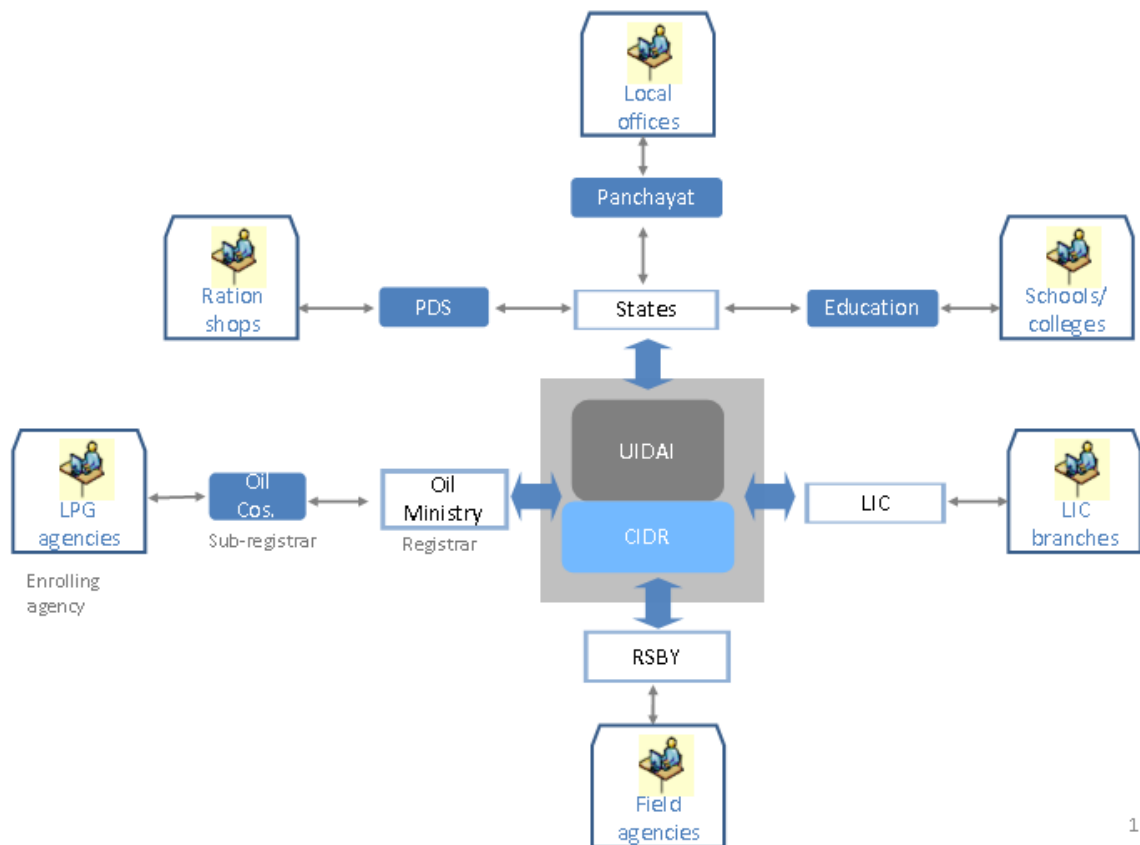 Local
offices
Panchayat
Ration
shops
PDS
States
Education
Schools/
colleges
UIDAI
LPG
agencies
Oil
Cos.
Oil
Ministry
LIC
LIC
branches
Sub-registrar
Registrar
CIDR
Enrolling
agency
RSBY
Field
agencies
1